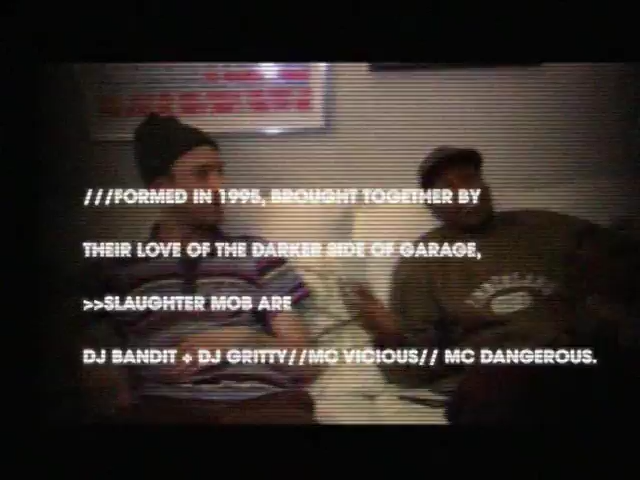 ///FORMED IN 1995, BROUGHT TOGETHER BY
THEIR LOVE OF THE DARKER SIDE OF GARAGE,
>>SLAUGHTER MOB ARE
DJ BANDIT + DJ GRITTY//MC VICIOUS// MC DANGEROUS.